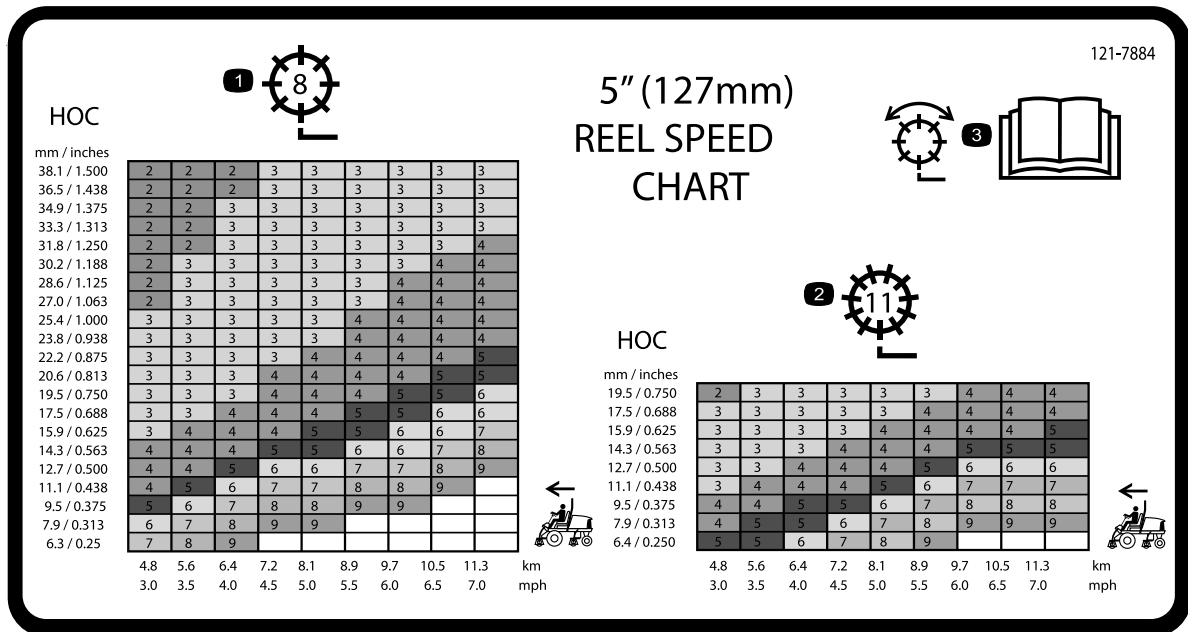 121-7884
5” (127mm)
REEL SPEED
CHART
1
8
3
HOC
mm / inches
38.1 / 1.500 2 2 2 3 3 3 3 3 3
36.5 / 1.438 2 2 2 3 3 3 3 3 3
34.9 / 1.375 2 2 3 3 3 3 3 3 3
33.3 / 1.313 2 2 3 3 3 3 3 3 3
31.8 / 1.250 2 2 3 3 3 3 3 3 4
30.2 / 1.188 2 3 3 3 3 3 3 4 4
28.6 / 1.125 2 3 3 3 3 3 4 4 4
27.0 / 1.063 2 3 3 3 3 3 4 4 4
25.4 / 1.000 3 3 3 3 3 4 4 4 4
23.8 / 0.938 3 3 3 3 3 4 4 4 4
22.2 / 0.875 3 3 3 3 4 4 4 4 5
20.6 / 0.813 3 3 3 4 4 4 4 5 5
19.5 / 0.750 3 3 3 4 4 4 5 5 6
17.5 / 0.688 3 3 4 4 4 5 5 6 6
15.9 / 0.625 3 4 4 4 5 5 6 6 7
14.3 / 0.563 4 4 4 5 5 6 6 7 8
12.7 / 0.500 4 4 5 6 6 7 7 8 9
11.1 / 0.438 4 5 6 7 7 8 8 9
9.5 / 0.375 5 6 7 8 8 9 9
7.9 / 0.313 6 7 8 9 9
6.3 / 0.25 7 8 9
4.8 5.6 6.4 7.2 8.1 8.9 9.7 10.5 11.3 km
3.0 3.5 4.0 4.5 5.0 5.5 6.0 6.5 7.0 mph
2
11
HOC
mm / inches
19.5 / 0.750 2 3 3 3 3 3 4 4 4
17.5 / 0.688 3 3 3 3 3 4 4 4 4
15.9 / 0.625 3 3 3 3 4 4 4 4 5
14.3 / 0.563 3 3 3 4 4 4 5 5 5
12.7 / 0.500 3 3 4 4 4 5 6 6 6
11.1 / 0.438 3 4 4 4 5 6 7 7 7
9.5 / 0.375 4 4 5 5 6 7 8 8 8
7.9 / 0.313 4 5 5 6 7 8 9 9 9
6.4 / 0.250 5 5 6 7 8 9
4.8 5.6 6.4 7.2 8.1 8.9 9.7 10.5 11.3 km
3.0 3.5 4.0 4.5 5.0 5.5 6.0 6.5 7.0 mph